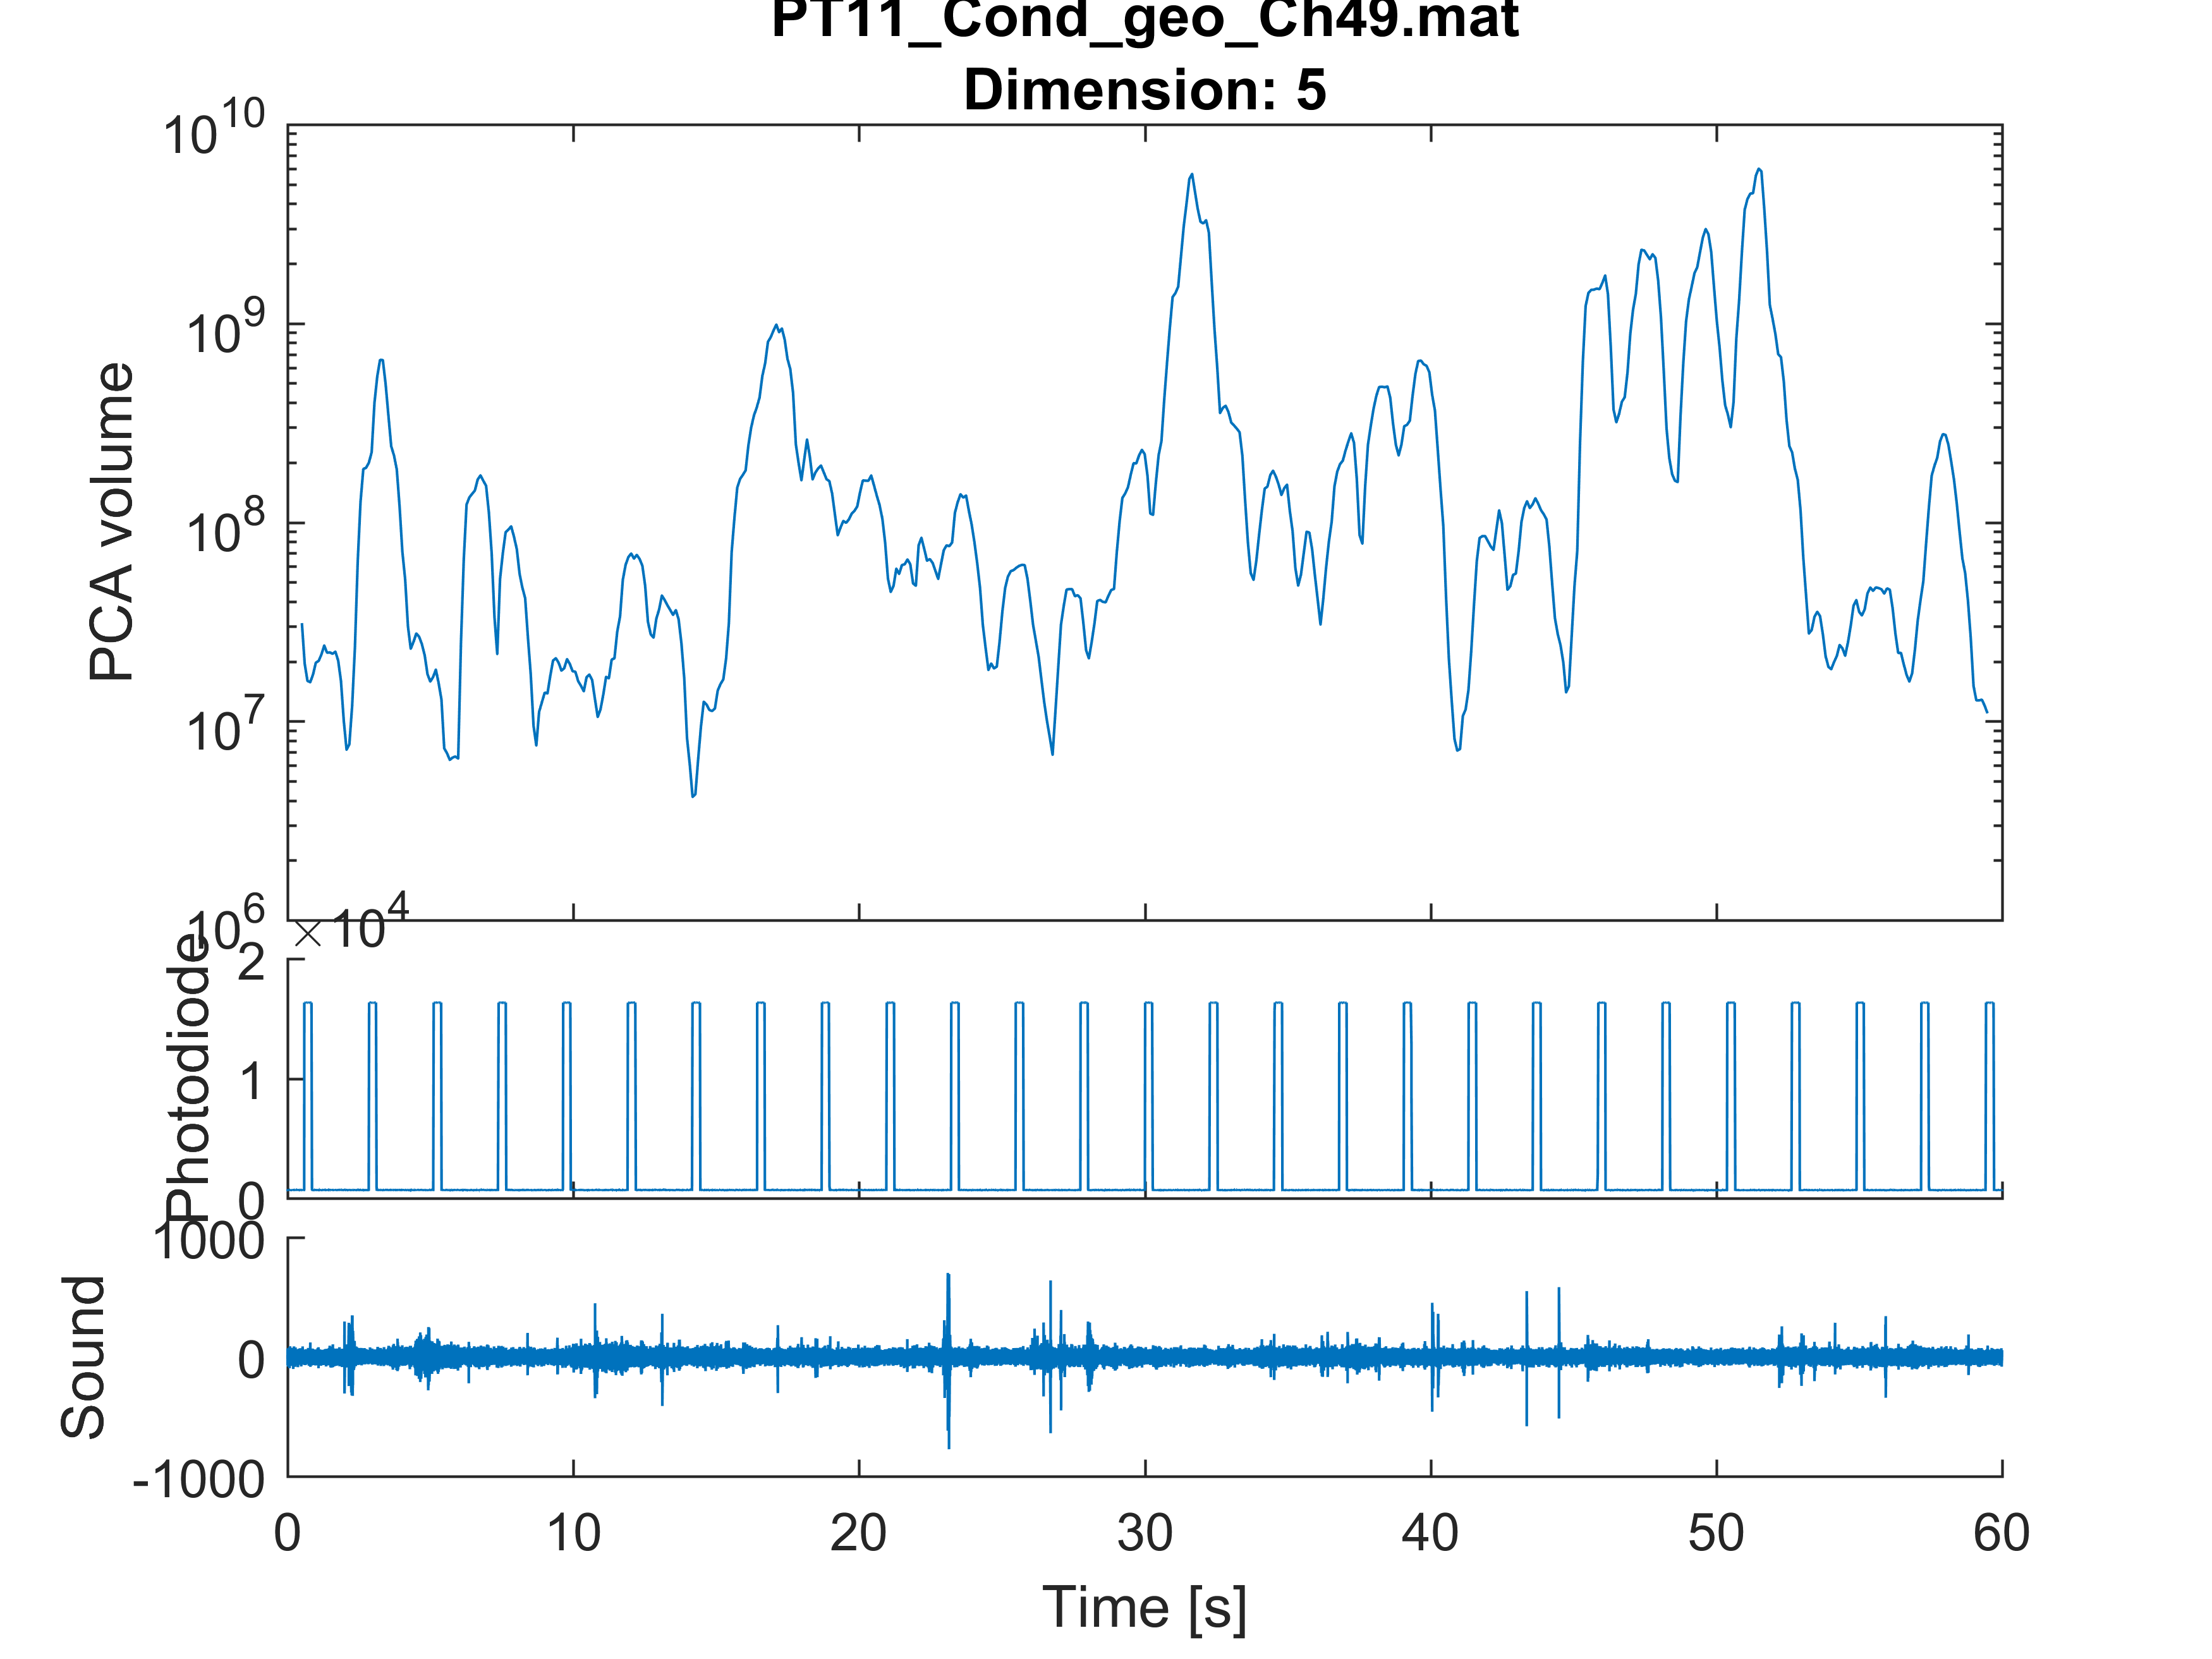 PT11_Cond_geo_Ch49.mat
Dimension: 5
10^10
10^9
10^8
10^7
10^6
PCA volume
×10^4
2
1
0
Photodiode
1000
0
-1000
Sound
0 10 20 30 40 50 60
Time [s]